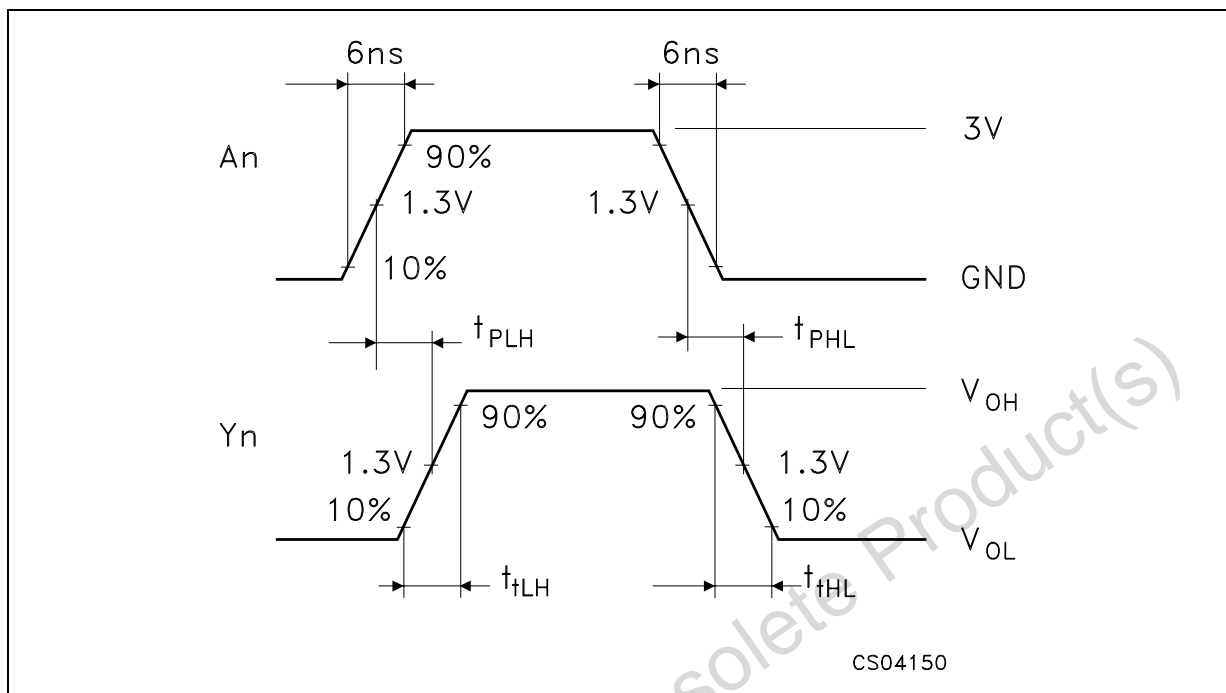 6ns 6ns
3V
An 90%
1.3V 1.3V
10% GND
tPLH tPHL
VOH
90% 90%
Yn
1.3V 1.3V
10% 10%
VOL
ttLH ttHL
solete Product(s)
CS04150